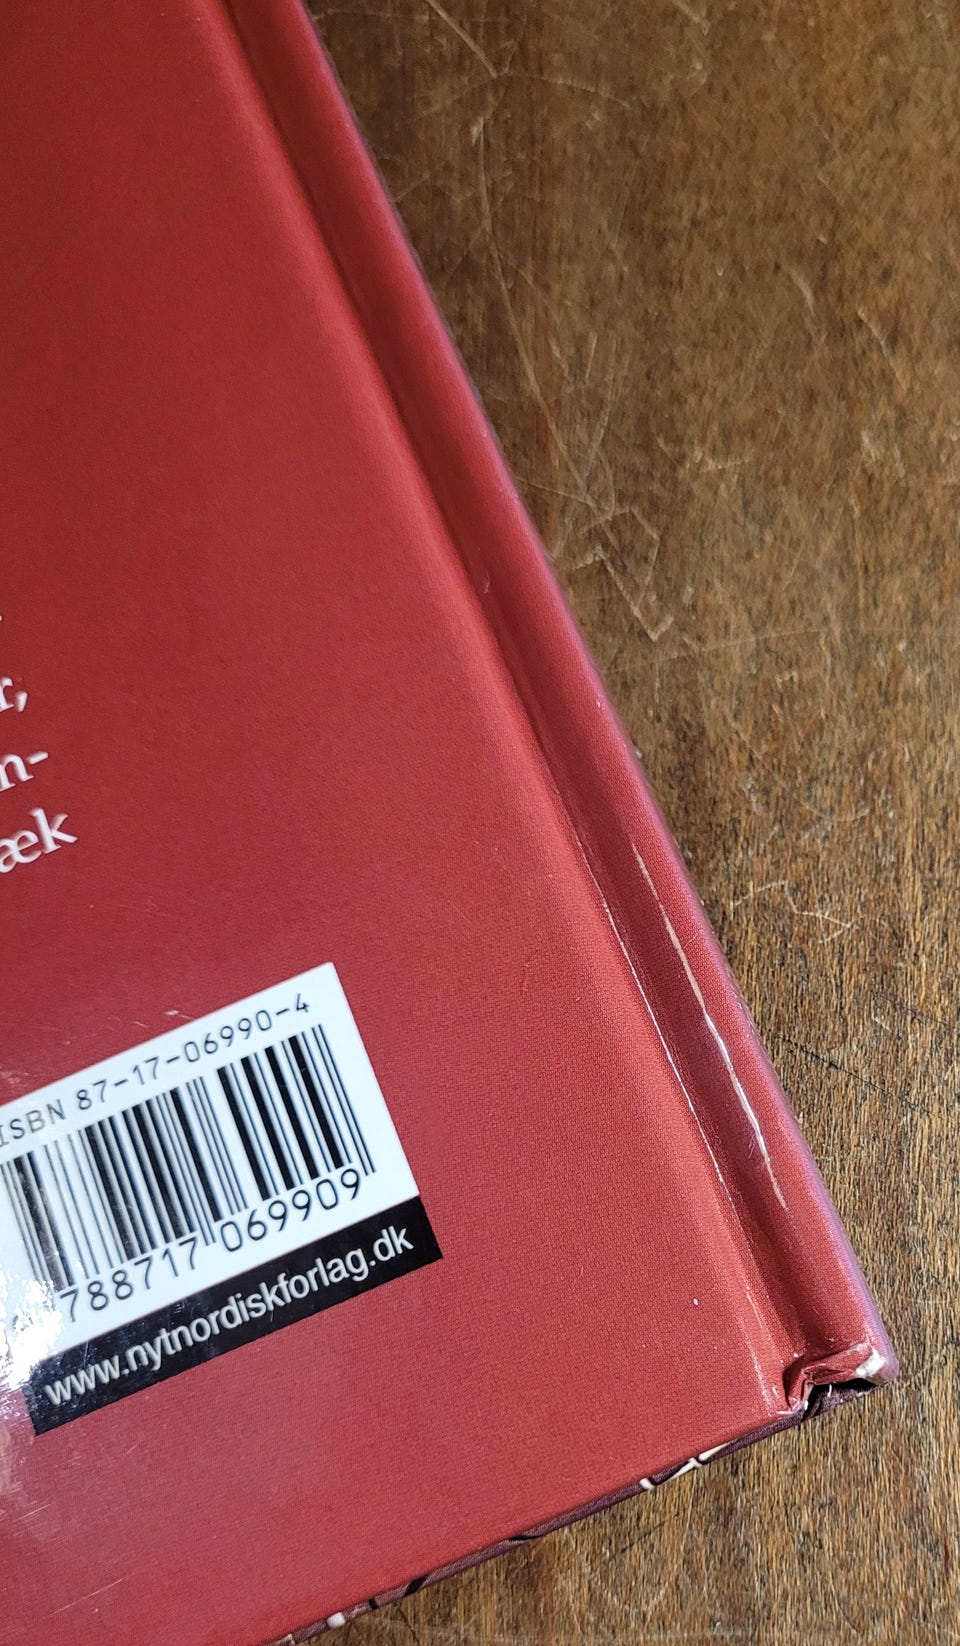 r,
n-
æk
ISBN 87-17-06990-4
788717 069909
www.nytnordiskforlag.dk